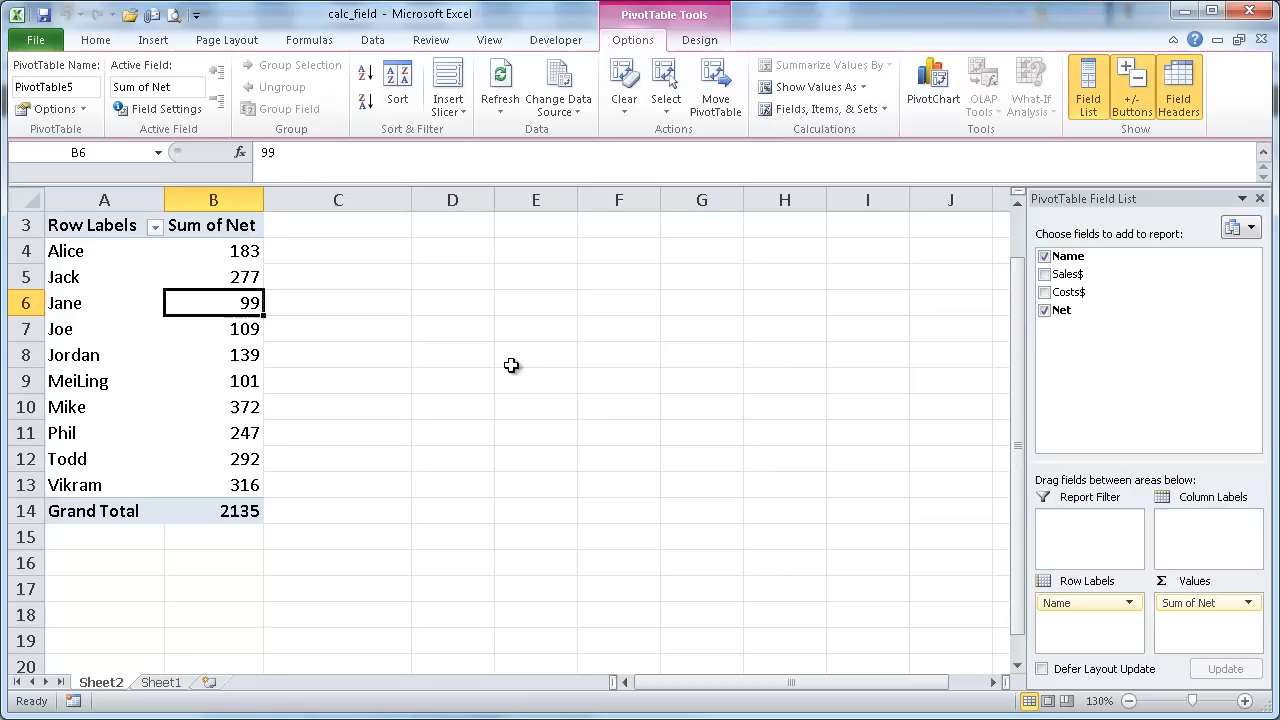 calc_field - Microsoft Excel
PivotTable Tools
File Home Insert Page Layout Formulas Data Review View Developer Options Design
PivotTable Name:
PivotTable5
Options
PivotTable
Active Field:
Sum of Net
Field Settings
Active Field
Group Selection
Ungroup
Group Field
Group
Sort
Insert
Slicer
Sort & Filter
Refresh
Change Data
Source
Data
Clear
Select
Move
PivotTable
Actions
Summarize Values By
Show Values As
Fields, Items, & Sets
Calculations
PivotChart
OLAP
Tools
What-If
Analysis
Tools
Field
List
+/-
Buttons
Field
Headers
Show
B6 fx 99
A B C D E F G H I J
3 Row Labels Sum of Net
4 Alice 183
5 Jack 277
6 Jane 99
7 Joe 109
8 Jordan 139
9 MeiLing 101
10 Mike 372
11 Phil 247
12 Todd 292
13 Vikram 316
14 Grand Total 2135
15
16
17
18
19
20
PivotTable Field List
Choose fields to add to report:
Name
Sales$
Costs$
Net
Drag fields between areas below:
Report Filter
Column Labels
Row Labels
Σ Values
Name
Sum of Net
Defer Layout Update
Update
Sheet2 Sheet1
Ready
130%